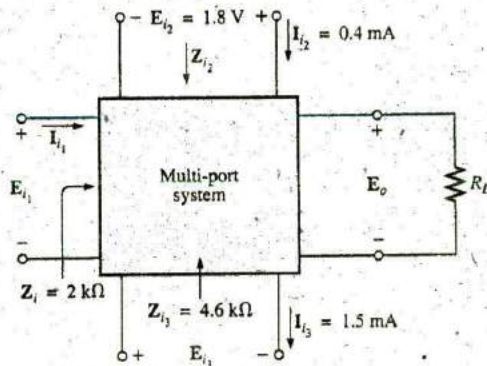 − E_{i_2} = 1.8 V +
I_{i_2} = 0.4 mA
Z_{i_2}
+
I_{i_1}
+
E_{i_1}
Multi-port
system
E_o
−
−
Z_i = 2 kΩ
Z_{i_3} = 4.6 kΩ
I_{i_3} = 1.5 mA
+ E_{i_3} −